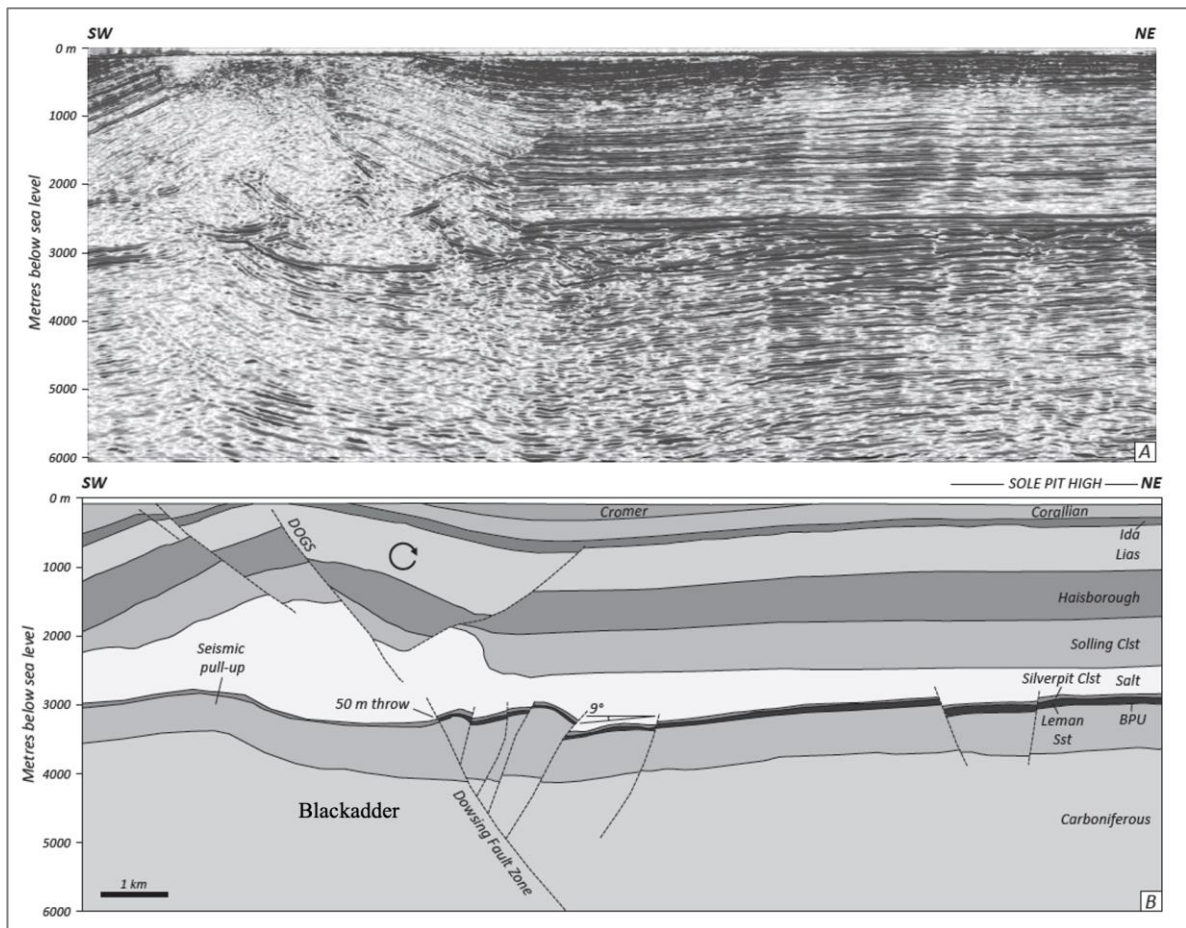 SW
NE
0 m
1000
2000
3000
4000
5000
6000
Metres below sea level
A
SW
SOLE PIT HIGH
NE
0 m
1000
2000
3000
4000
5000
6000
Metres below sea level
Cromer
Corallian
Ida
Lias
DOGS
Haisborough
Solling Clst
Seismic
pull-up
Silverpit Clst
Salt
50 m throw
9°
Leman
Sst
BPU
Blackadder
Dowsing Fault Zone
Carboniferous
1 km
B